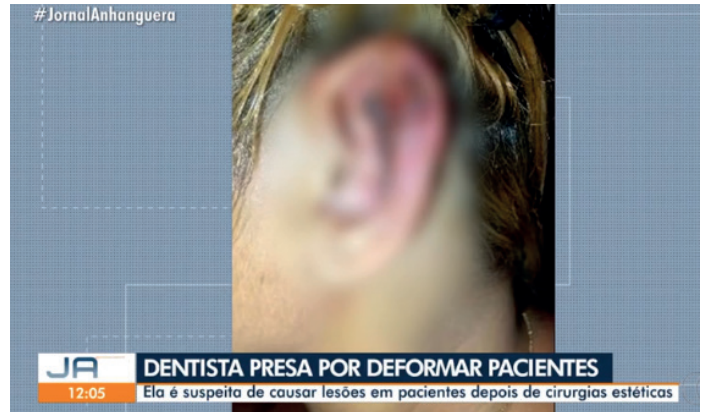 #JornalAnhanguera
JA
DENTISTA PRESA POR DEFORMAR PACIENTES
12:05
Ela é suspeita de causar lesões em pacientes depois de cirurgias estéticas